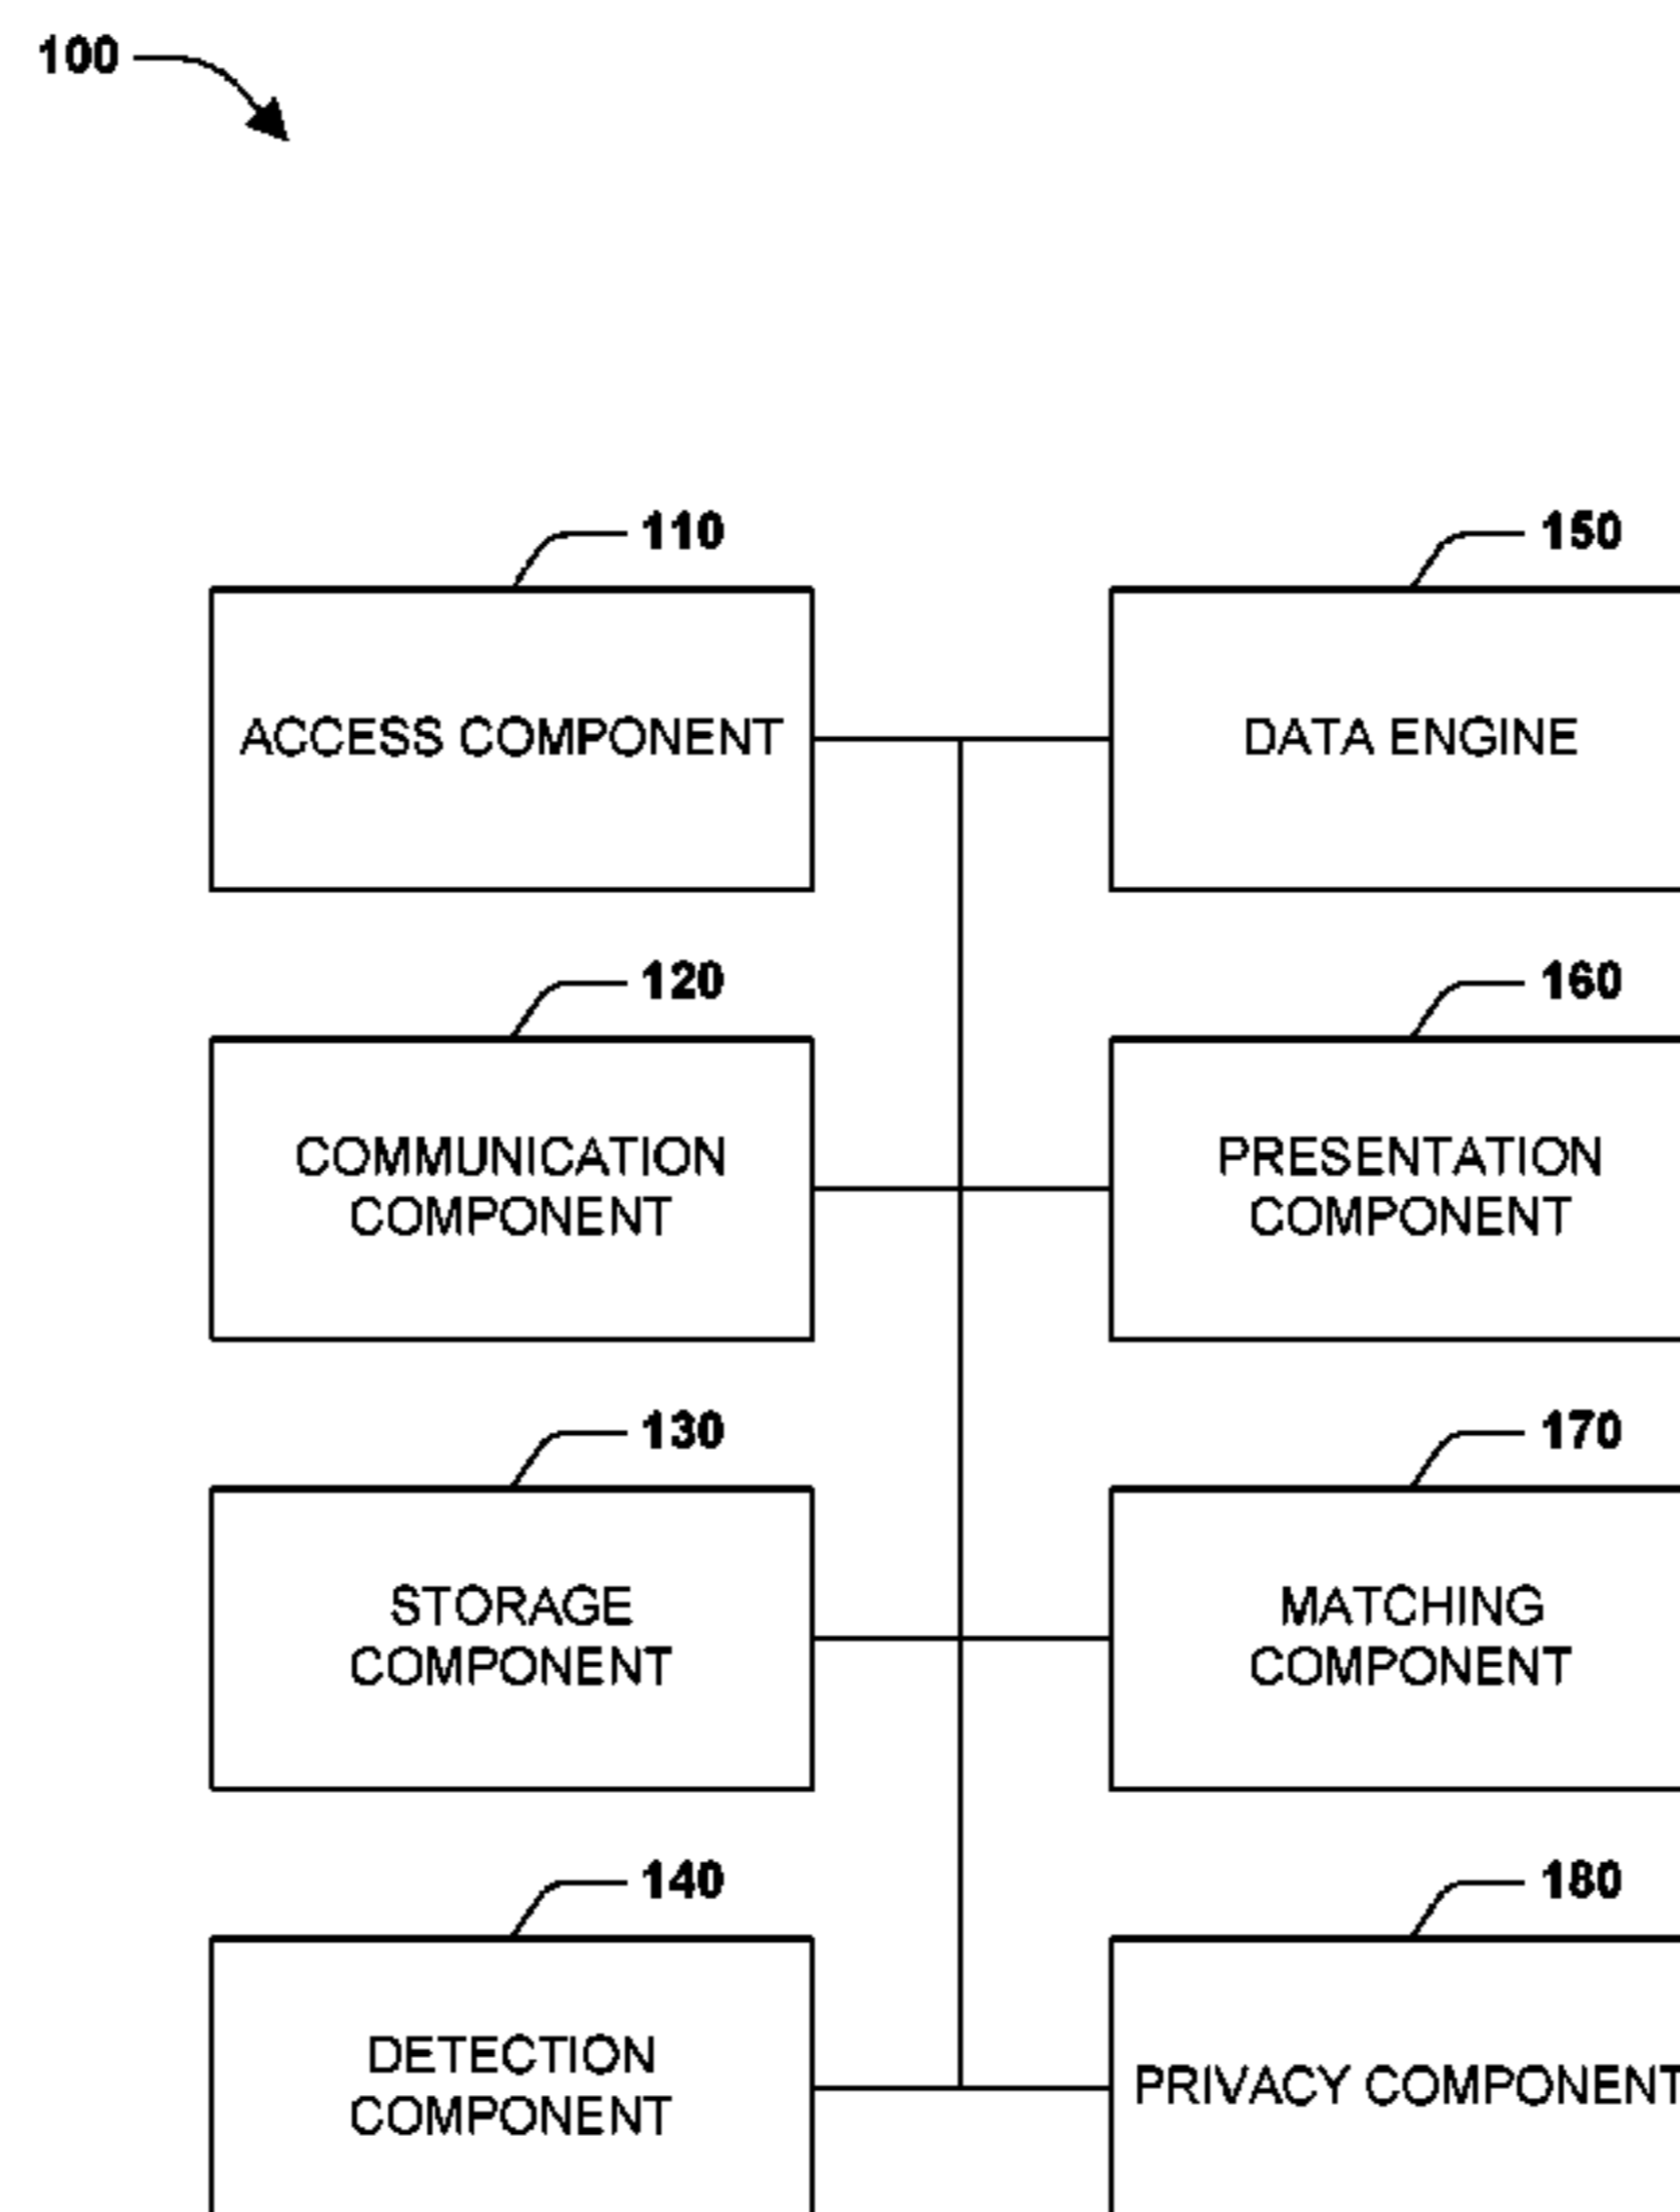 100
110
150
ACCESS COMPONENT
DATA ENGINE
120
160
COMMUNICATION
COMPONENT
PRESENTATION
COMPONENT
130
170
STORAGE
COMPONENT
MATCHING
COMPONENT
140
180
DETECTION
COMPONENT
PRIVACY COMPONENT